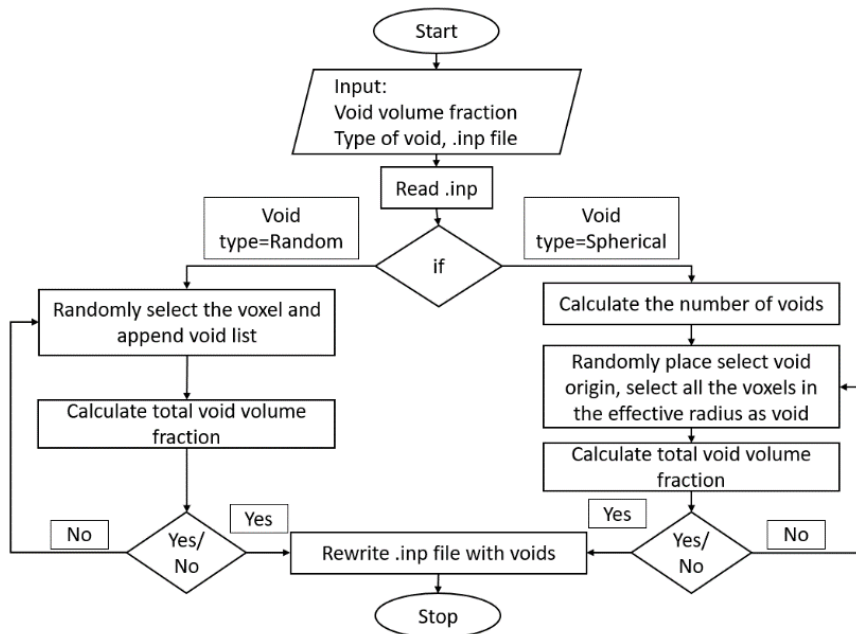 Start
Input:
Void volume fraction
Type of void, .inp file
Read .inp
Void
type=Random
Void
type=Spherical
if
Randomly select the voxel and
append void list
Calculate total void volume
fraction
Calculate the number of voids
Randomly place select void
origin, select all the voxels in
the effective radius as void
Calculate total void volume
fraction
No
Yes/
No
Yes
Rewrite .inp file with voids
Yes
Yes/
No
No
Stop